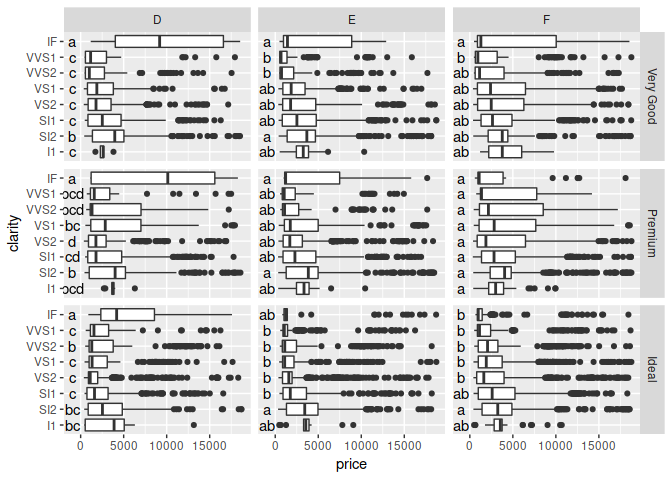 D E F
IF a a a
VVS1 c b b
VVS2 c b ab
VS1 c ab ab
VS2 c ab ab
SI1 c ab ab
SI2 b a ab
I1 c ab ab
Very Good
IF a a a
VVS1 bcd ab a
VVS2 bcd ab a
VS1 bc ab a
VS2 d b a
SI1 cd ab a
SI2 b a a
I1 bcd ab a
Premium
IF a ab b
VVS1 c b b
VVS2 b b ab
VS1 c b b
VS2 c b b
SI1 c b ab
SI2 bc a a
I1 bc ab ab
Ideal
clarity
0 5000 10000 15000 0 5000 10000 15000 0 5000 10000 15000
price